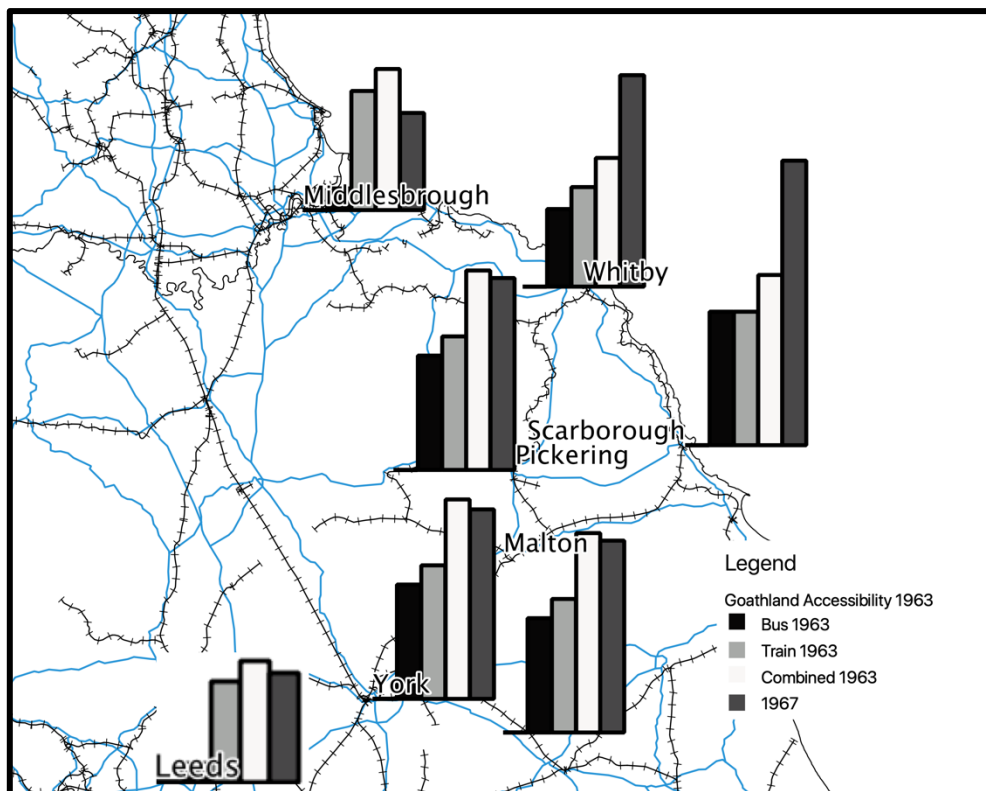 Middlesbrough
Whitby
Scarborough
Pickering
Malton
York
Leeds
Legend
Goathland Accessibility 1963
Bus 1963
Train 1963
Combined 1963
1967